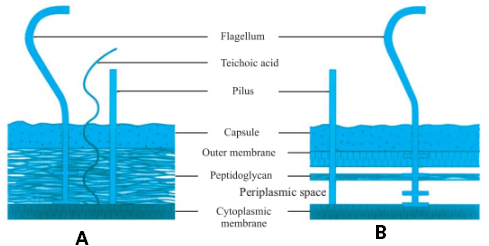 Flagellum
Teichoic acid
Pilus
Capsule
Outer membrane
Peptidoglycan
Periplasmic space
Cytoplasmic
membrane
A
B